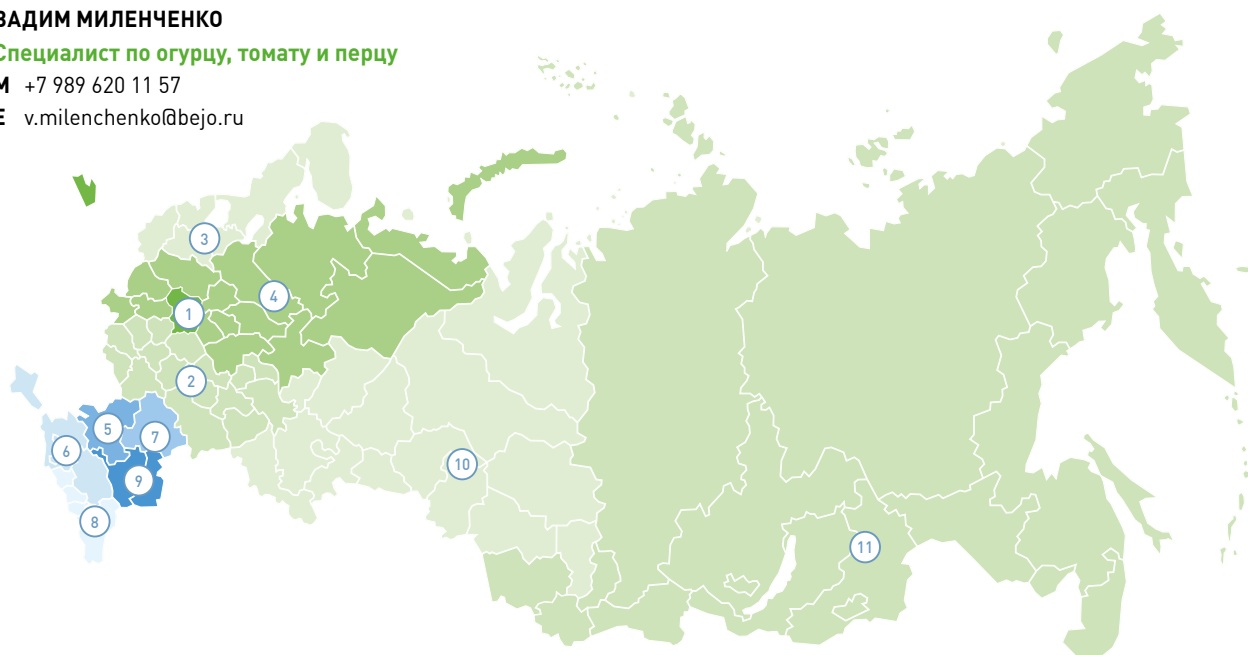 ВАДИМ МИЛЕНЧЕНКО
Специалист по огурцу, томату и перцу
M +7 989 620 11 57
E v.milenchenko@bejo.ru
3
4
1
2
5
7
6
10
9
8
11